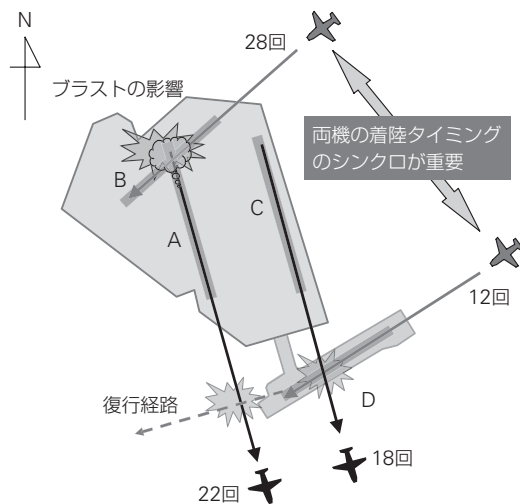 N
28回
ブラストの影響
両機の着陸タイミング
のシンクロが重要
B
C
A
12回
復行経路
D
18回
22回